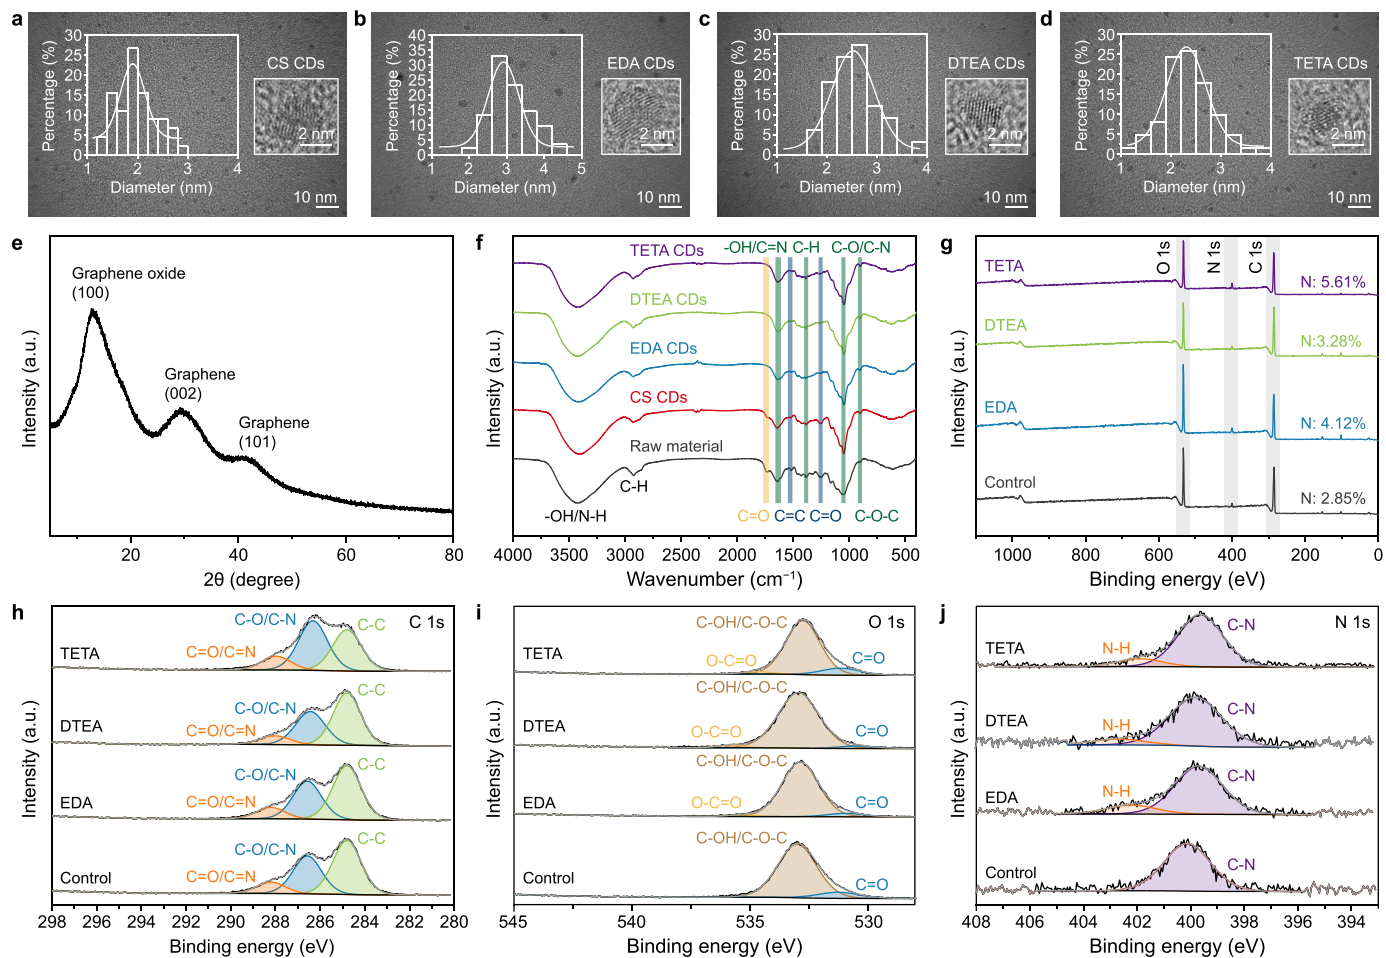 a
Percentage (%)
30
25
20
15
10
5
0
1
2
3
4
Diameter (nm)
CS CDs
2 nm
10 nm
b
Percentage (%)
40
35
30
25
20
15
10
5
0
1
2
3
4
5
Diameter (nm)
EDA CDs
2 nm
10 nm
c
Percentage (%)
30
25
20
15
10
5
0
1
2
3
4
Diameter (nm)
DTEA CDs
2 nm
10 nm
d
Percentage (%)
30
25
20
15
10
5
0
1
2
3
4
Diameter (nm)
TETA CDs
2 nm
10 nm
e
Intensity (a.u.)
Graphene oxide
(100)
Graphene
(002)
Graphene
(101)
20
40
60
80
2θ (degree)
f
Intensity (a.u.)
-OH/C=N
C-H
C-O/C-N
TETA CDs
DTEA CDs
EDA CDs
CS CDs
Raw material
C-H
-OH/N-H
C=O
C=C
C=O
C-O-C
4000
3500
3000
2500
2000
1500
1000
500
Wavenumber (cm⁻¹)
g
Intensity (a.u.)
O 1s
N 1s
C 1s
TETA
N: 5.61%
DTEA
N:3.28%
EDA
N: 4.12%
Control
N: 2.85%
1000
800
600
400
200
0
Binding energy (eV)
h
Intensity (a.u.)
C 1s
C-O/C-N
C-C
C=O/C=N
TETA
C-O/C-N
C-C
C=O/C=N
DTEA
C-O/C-N
C-C
C=O/C=N
EDA
C-O/C-N
C-C
C=O/C=N
Control
298
296
294
292
290
288
286
284
282
280
Binding energy (eV)
i
Intensity (a.u.)
O 1s
C-OH/C-O-C
O-C=O
C=O
TETA
C-OH/C-O-C
O-C=O
C=O
DTEA
C-OH/C-O-C
O-C=O
C=O
EDA
C-OH/C-O-C
C=O
Control
545
540
535
530
Binding energy (eV)
j
Intensity (a.u.)
N 1s
C-N
N-H
TETA
C-N
N-H
DTEA
C-N
N-H
EDA
C-N
Control
408
406
404
402
400
398
396
394
Binding energy (eV)